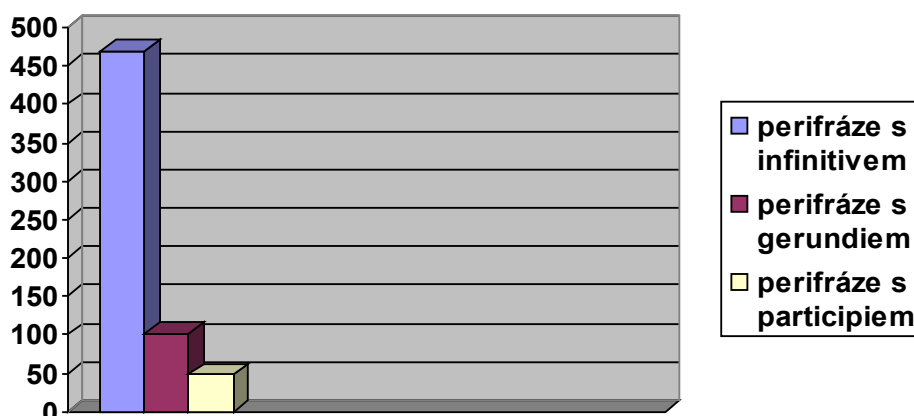 500
450
400
350
300
250
200
150
100
50
0
perifráze s
infinitivem
perifráze s
gerundiem
perifráze s
participiem